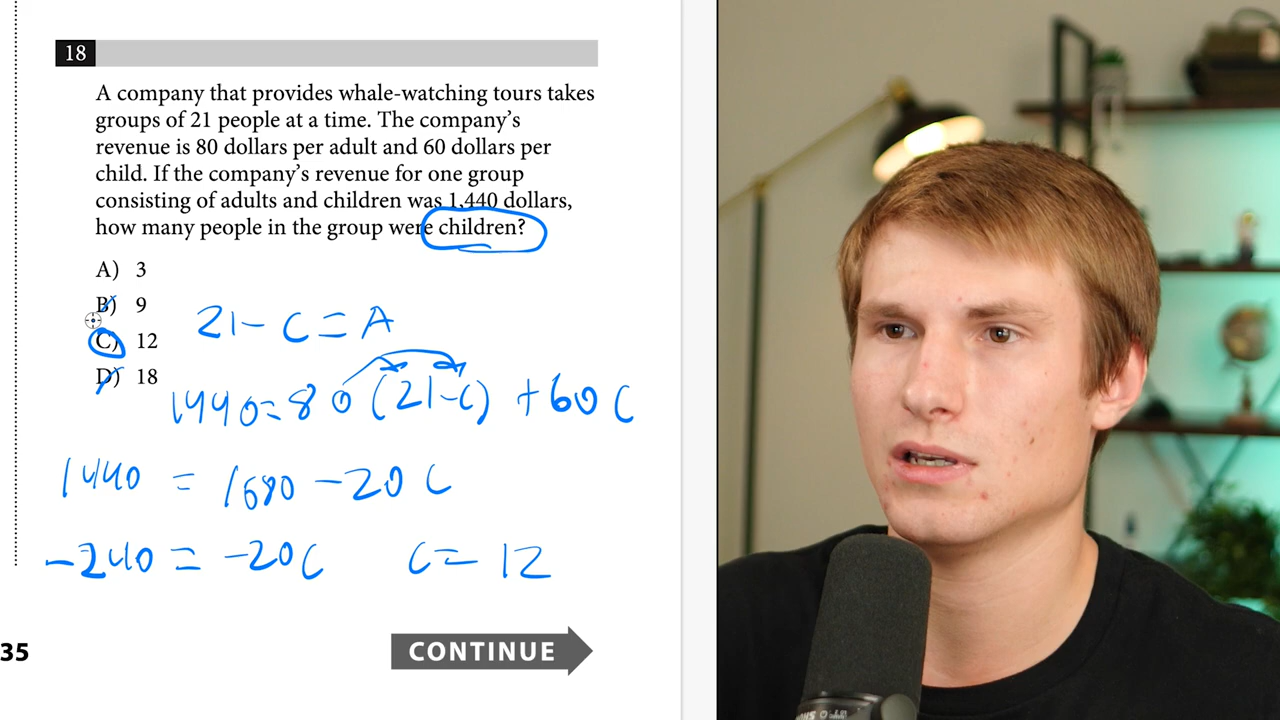 18
A company that provides whale-watching tours takes
groups of 21 people at a time. The company's
revenue is 80 dollars per adult and 60 dollars per
child. If the company's revenue for one group
consisting of adults and children was 1,440 dollars,
how many people in the group were children?
A) 3
B) 9
C) 12
D) 18
21 - C = A
1440 = 80 (21-C) + 60 C
1440 = 1680 - 20 C
-240 = -20C C = 12
35
CONTINUE